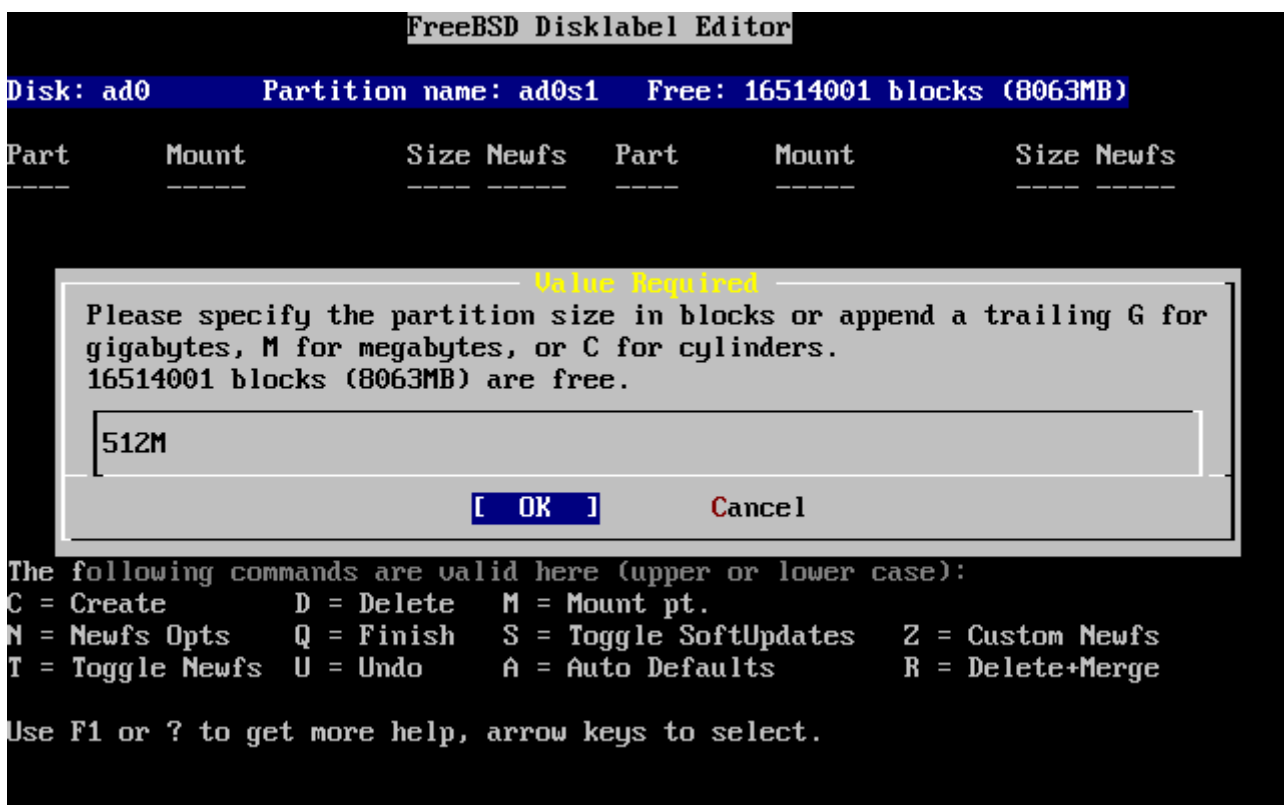 FreeBSD Disklabel Editor
Disk: ad0 Partition name: ad0s1 Free: 16514001 blocks (8063MB)
Part Mount Size Newfs Part Mount Size Newfs
---- ----- ---- ----- ---- ----- ---- -----
Value Required
Please specify the partition size in blocks or append a trailing G for
gigabytes, M for megabytes, or C for cylinders.
16514001 blocks (8063MB) are free.
512M
[ OK ] Cancel
The following commands are valid here (upper or lower case):
C = Create D = Delete M = Mount pt.
N = Newfs Opts Q = Finish S = Toggle SoftUpdates Z = Custom Newfs
T = Toggle Newfs U = Undo A = Auto Defaults R = Delete+Merge
Use F1 or ? to get more help, arrow keys to select.